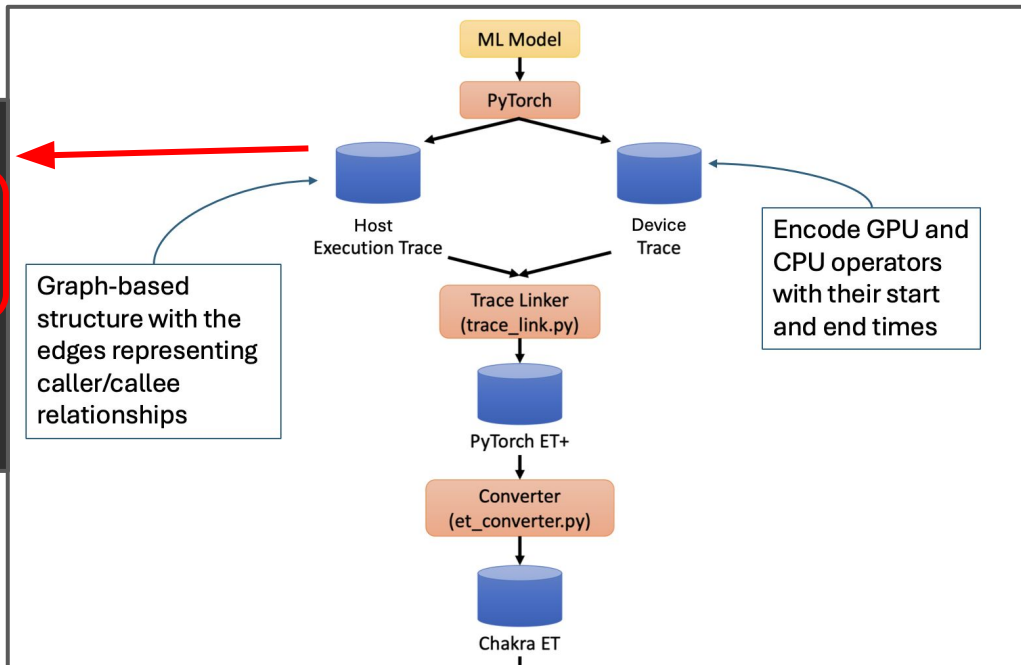 ML Model
PyTorch
Host
Execution Trace
Device
Trace
Encode GPU and
CPU operators
with their start
and end times
Graph-based
structure with the
edges representing
caller/callee
relationships
Trace Linker
(trace_link.py)
PyTorch ET+
Converter
(et_converter.py)
Chakra ET